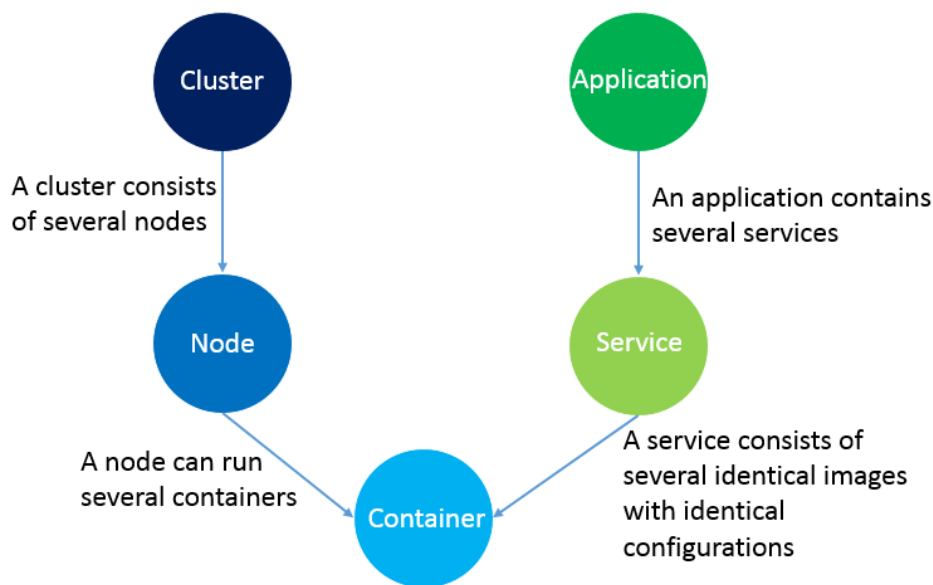 Cluster
Application
A cluster consists
of several nodes
An application contains
several services
Node
Service
A node can run
several containers
A service consists of
several identical images
with identical
configurations
Container